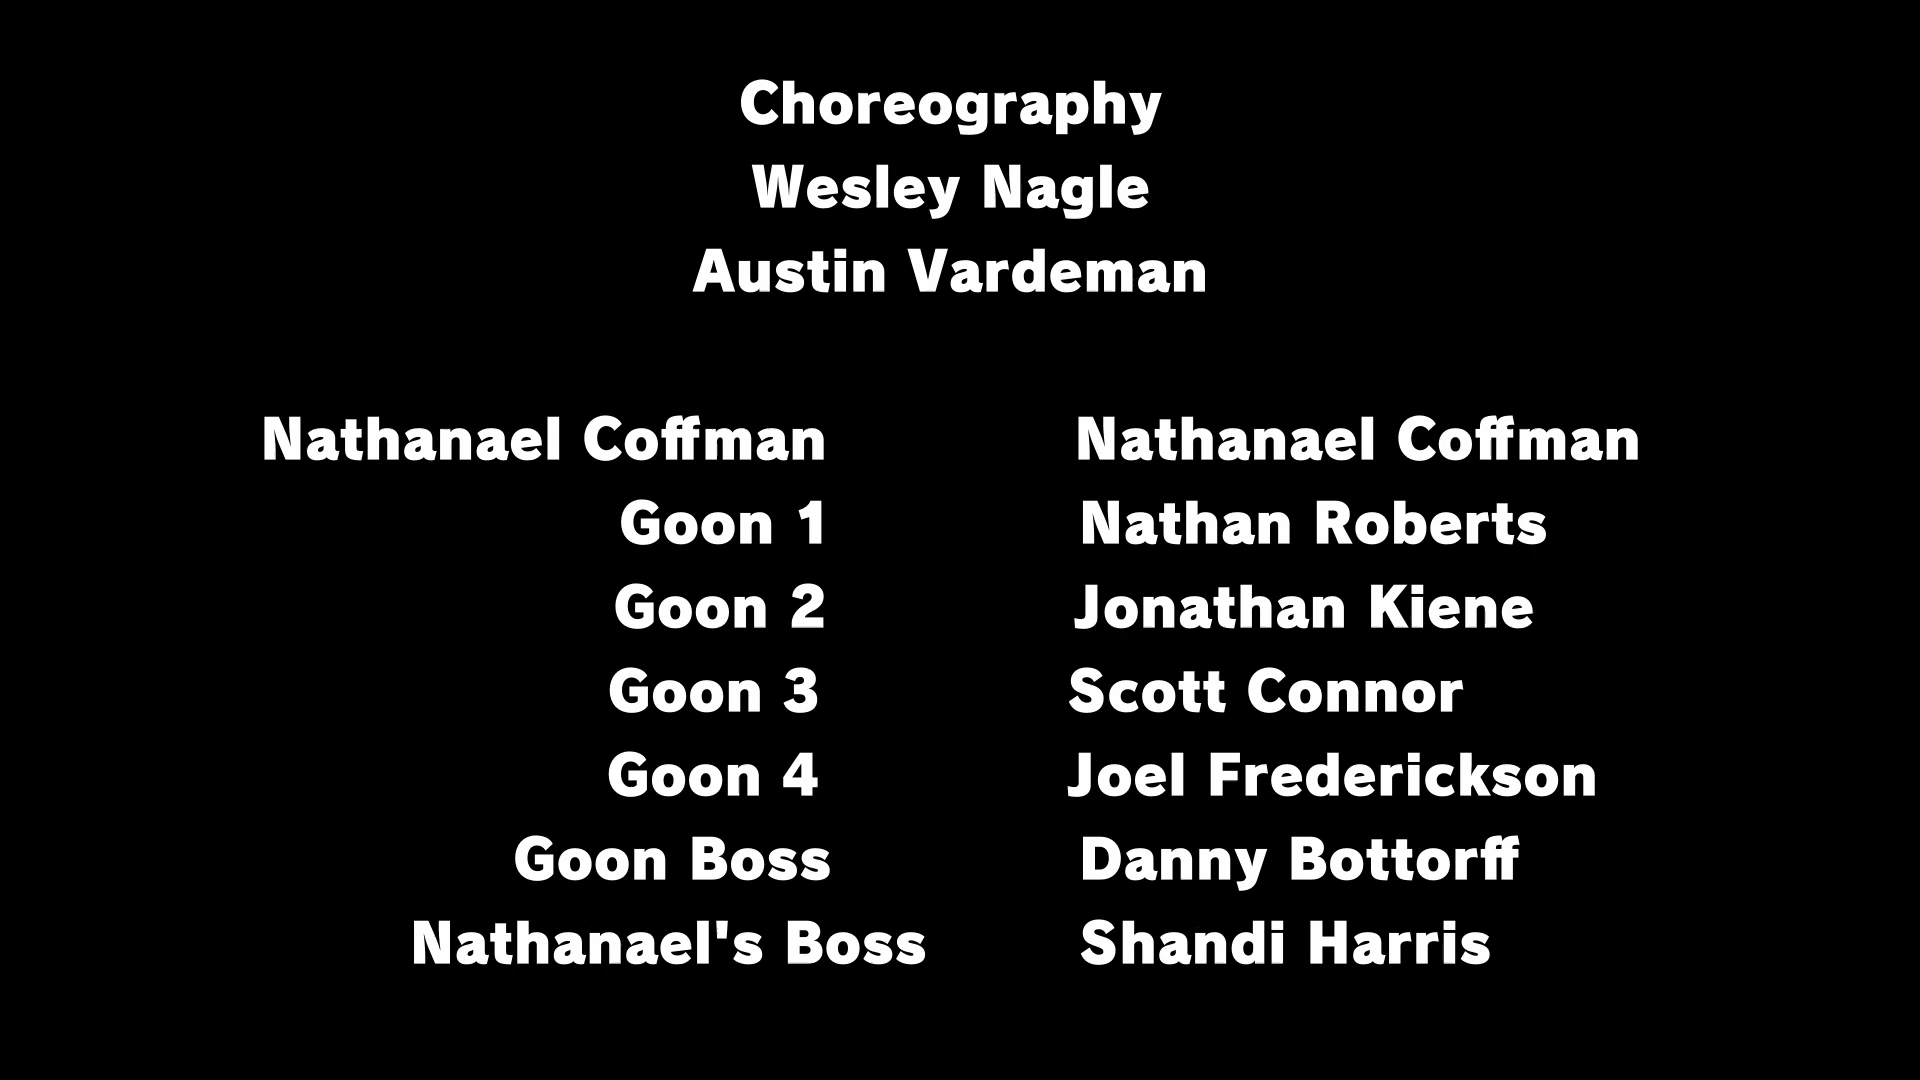 Choreography
Wesley Nagle
Austin Vardeman
Nathanael Coffman Nathanael Coffman
Goon 1 Nathan Roberts
Goon 2 Jonathan Kiene
Goon 3 Scott Connor
Goon 4 Joel Frederickson
Goon Boss Danny Bottorff
Nathanael's Boss Shandi Harris